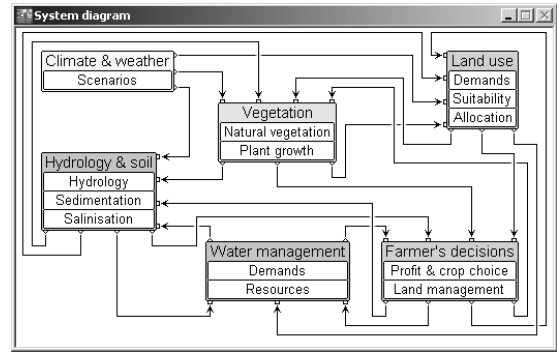 System diagram
Climate & weather
Scenarios
Land use
Demands
Suitability
Allocation
Vegetation
Natural vegetation
Plant growth
Hydrology & soil
Hydrology
Sedimentation
Salinisation
Water management
Demands
Resources
Farmer's decisions
Profit & crop choice
Land management